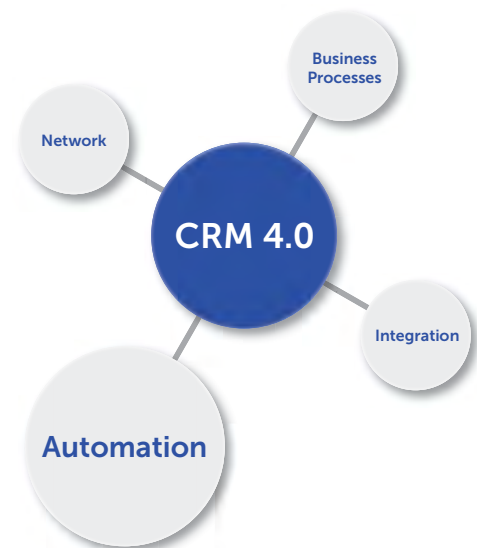 Business
Processes
Network
CRM 4.0
Integration
Automation